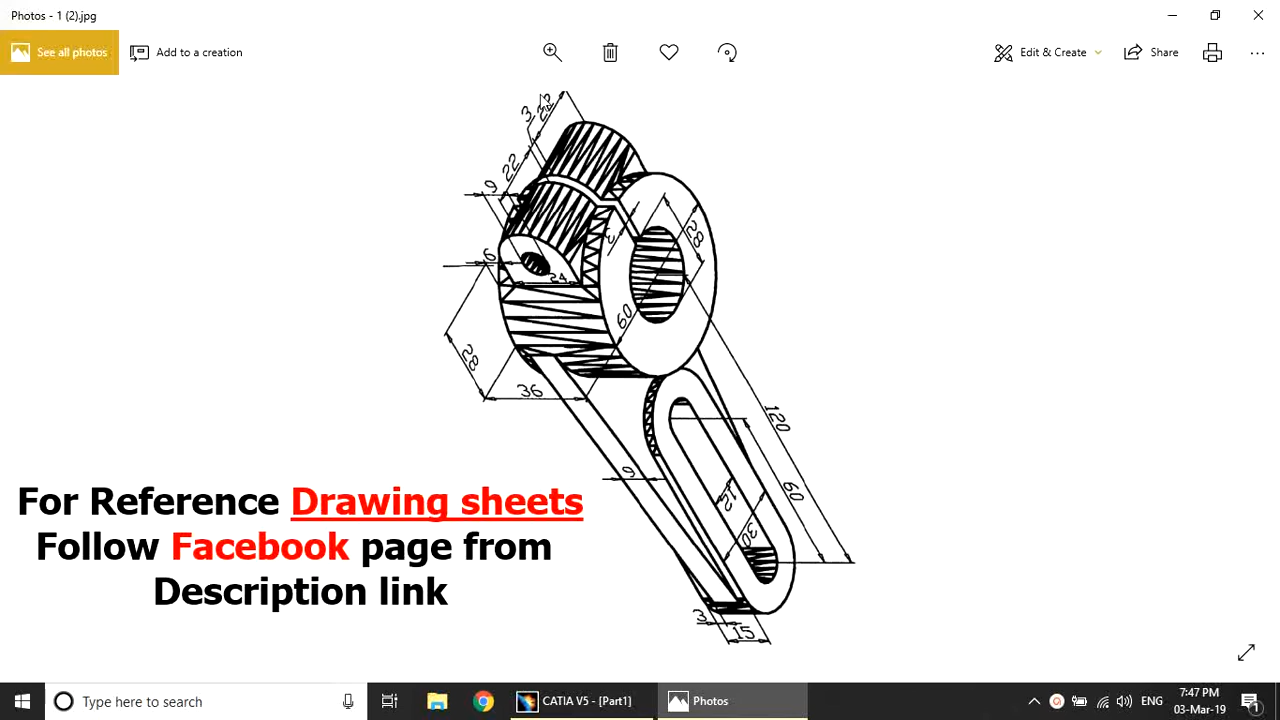 Photos - 1 (2).jpg
See all photos
Add to a creation
Edit & Create
Share
3
22
9
6
24
28
36
3
28
60
120
60
9
30
3
15
For Reference Drawing sheets
Follow Facebook page from
Description link
Type here to search
CATIA V5 - [Part1]
Photos
ENG
7:47 PM
03-Mar-19
1